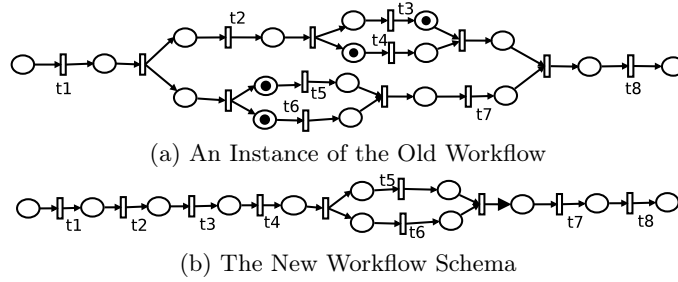 t2 t3
t4
t1 t5
t6 t7 t8
(a) An Instance of the Old Workflow
t5
t1 t2 t3 t4 t6 t7 t8
(b) The New Workflow Schema